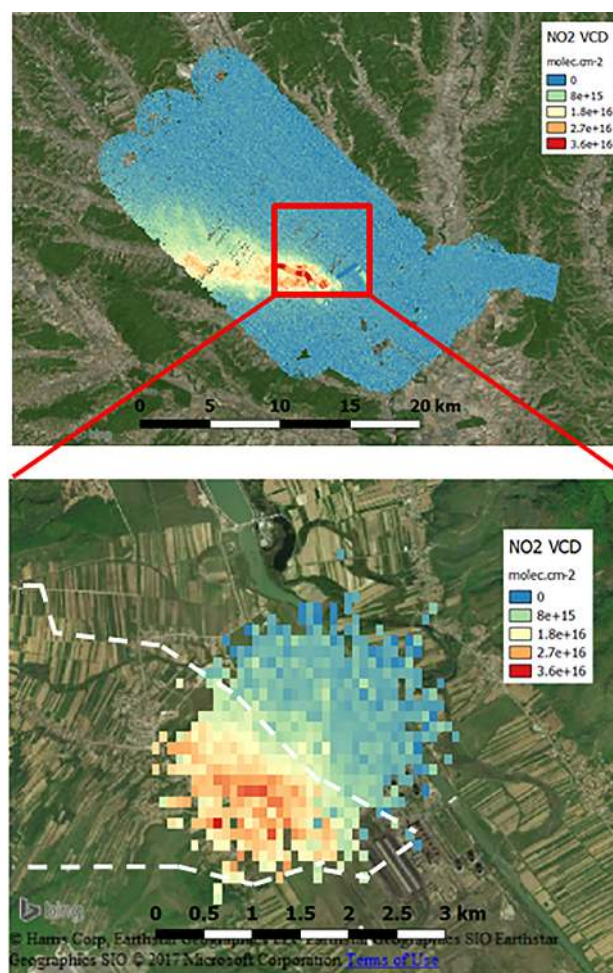 NO2 VCD
molec.cm-2
0
8e+15
1.8e+16
2.7e+16
3.6e+16
0 5 10 15 20 km
NO2 VCD
molec.cm-2
0
8e+15
1.8e+16
2.7e+16
3.6e+16
bing
0 0.5 1 1.5 2 2.5 3 km
© Harris Corp, Earthstar Geographics LLC Earthstar Geographics SIO Earthstar
Geographics SIO © 2017 Microsoft Corporation Terms of Use